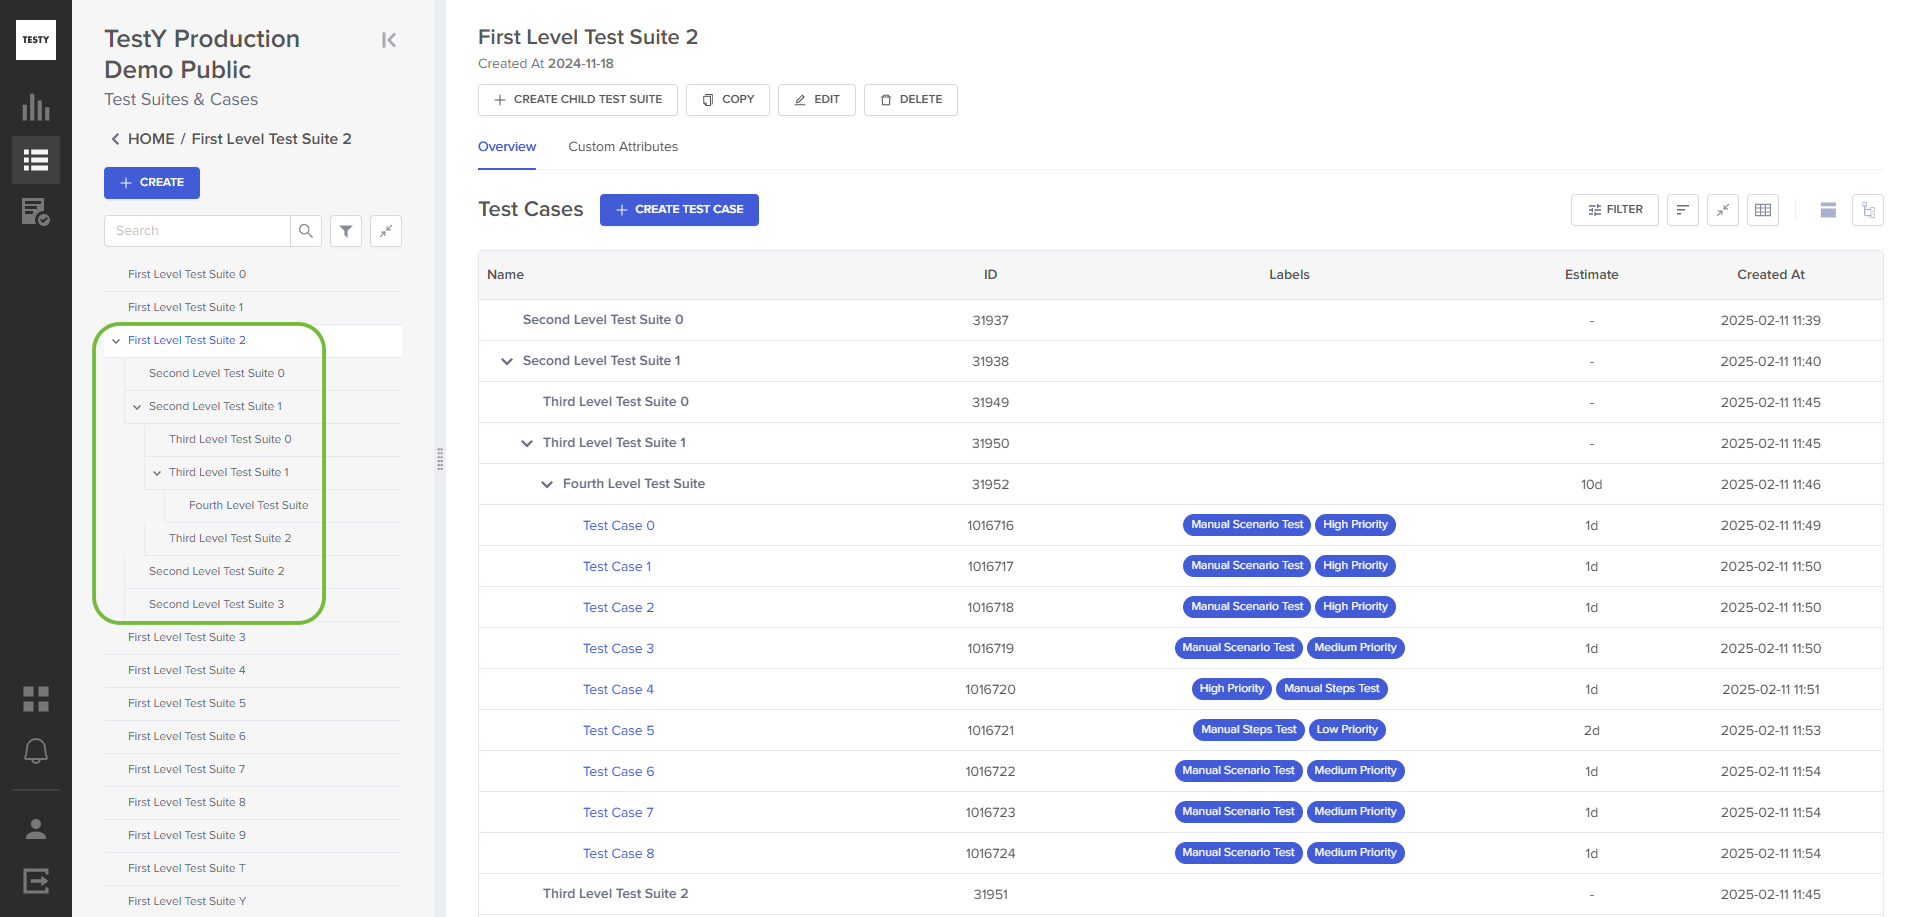 TESTY
TestY Production
Demo Public
Test Suites & Cases
HOME / First Level Test Suite 2
CREATE
Search
First Level Test Suite 0
First Level Test Suite 1
First Level Test Suite 2
Second Level Test Suite 0
Second Level Test Suite 1
Third Level Test Suite 0
Third Level Test Suite 1
Fourth Level Test Suite
Third Level Test Suite 2
Second Level Test Suite 2
Second Level Test Suite 3
First Level Test Suite 3
First Level Test Suite 4
First Level Test Suite 5
First Level Test Suite 6
First Level Test Suite 7
First Level Test Suite 8
First Level Test Suite 9
First Level Test Suite T
First Level Test Suite Y
First Level Test Suite 2
Created At 2024-11-18
CREATE CHILD TEST SUITE COPY EDIT DELETE
Overview Custom Attributes
Test Cases CREATE TEST CASE FILTER
Name ID Labels Estimate Created At
Second Level Test Suite 0 31937 - 2025-02-11 11:39
Second Level Test Suite 1 31938 - 2025-02-11 11:40
Third Level Test Suite 0 31949 - 2025-02-11 11:45
Third Level Test Suite 1 31950 - 2025-02-11 11:45
Fourth Level Test Suite 31952 10d 2025-02-11 11:46
Test Case 0 1016716 Manual Scenario Test High Priority 1d 2025-02-11 11:49
Test Case 1 1016717 Manual Scenario Test High Priority 1d 2025-02-11 11:50
Test Case 2 1016718 Manual Scenario Test High Priority 1d 2025-02-11 11:50
Test Case 3 1016719 Manual Scenario Test Medium Priority 1d 2025-02-11 11:50
Test Case 4 1016720 High Priority Manual Steps Test 1d 2025-02-11 11:51
Test Case 5 1016721 Manual Steps Test Low Priority 2d 2025-02-11 11:53
Test Case 6 1016722 Manual Scenario Test Medium Priority 1d 2025-02-11 11:54
Test Case 7 1016723 Manual Scenario Test Medium Priority 1d 2025-02-11 11:54
Test Case 8 1016724 Manual Scenario Test Medium Priority 1d 2025-02-11 11:54
Third Level Test Suite 2 31951 - 2025-02-11 11:45